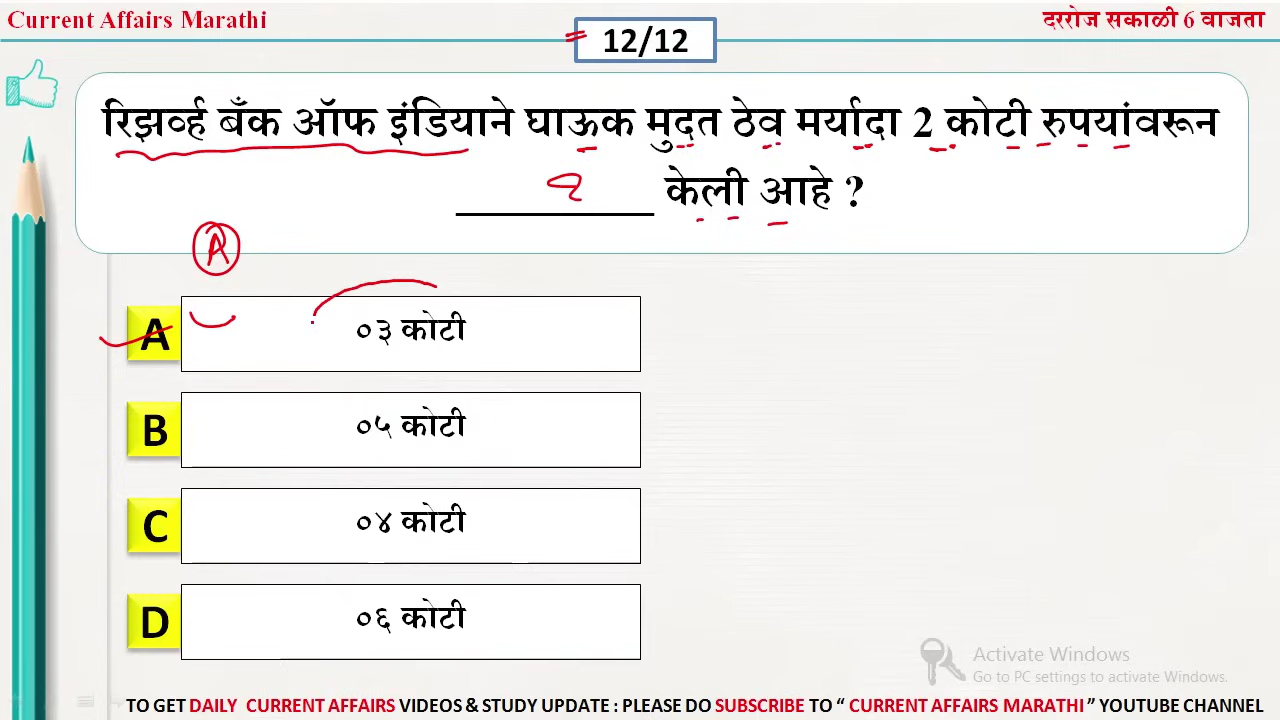 Current Affairs Marathi
दररोज सकाळी 6 वाजता
12/12
रिझर्व्ह बँक ऑफ इंडियाने घाऊक मुदत ठेव मर्यादा 2 कोटी रुपयांवरून
__________ केली आहे ?
A
A ०३ कोटी
B ०५ कोटी
C ०४ कोटी
D ०६ कोटी
Activate Windows
Go to PC settings to activate Windows.
TO GET DAILY CURRENT AFFAIRS VIDEOS & STUDY UPDATE : PLEASE DO SUBSCRIBE TO “ CURRENT AFFAIRS MARATHI ” YOUTUBE CHANNEL